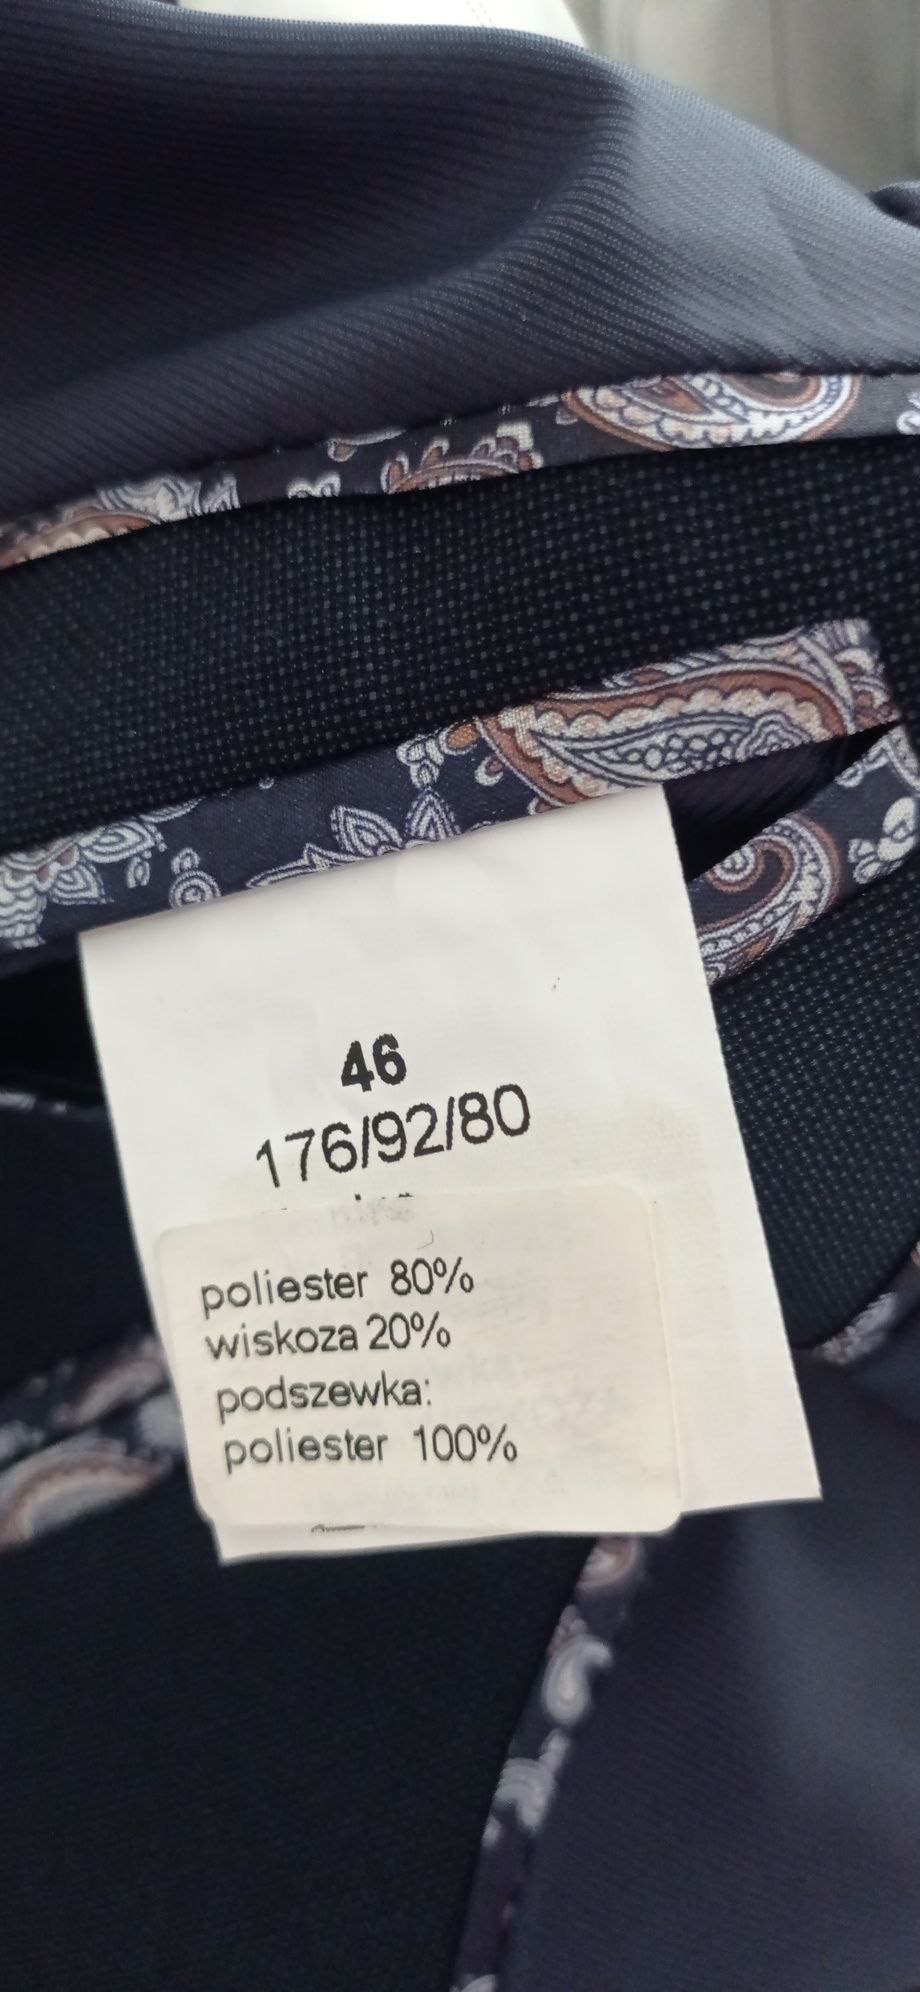 46
176/92/80
poliester 80%
wiskoza 20%
podszewka:
poliester 100%